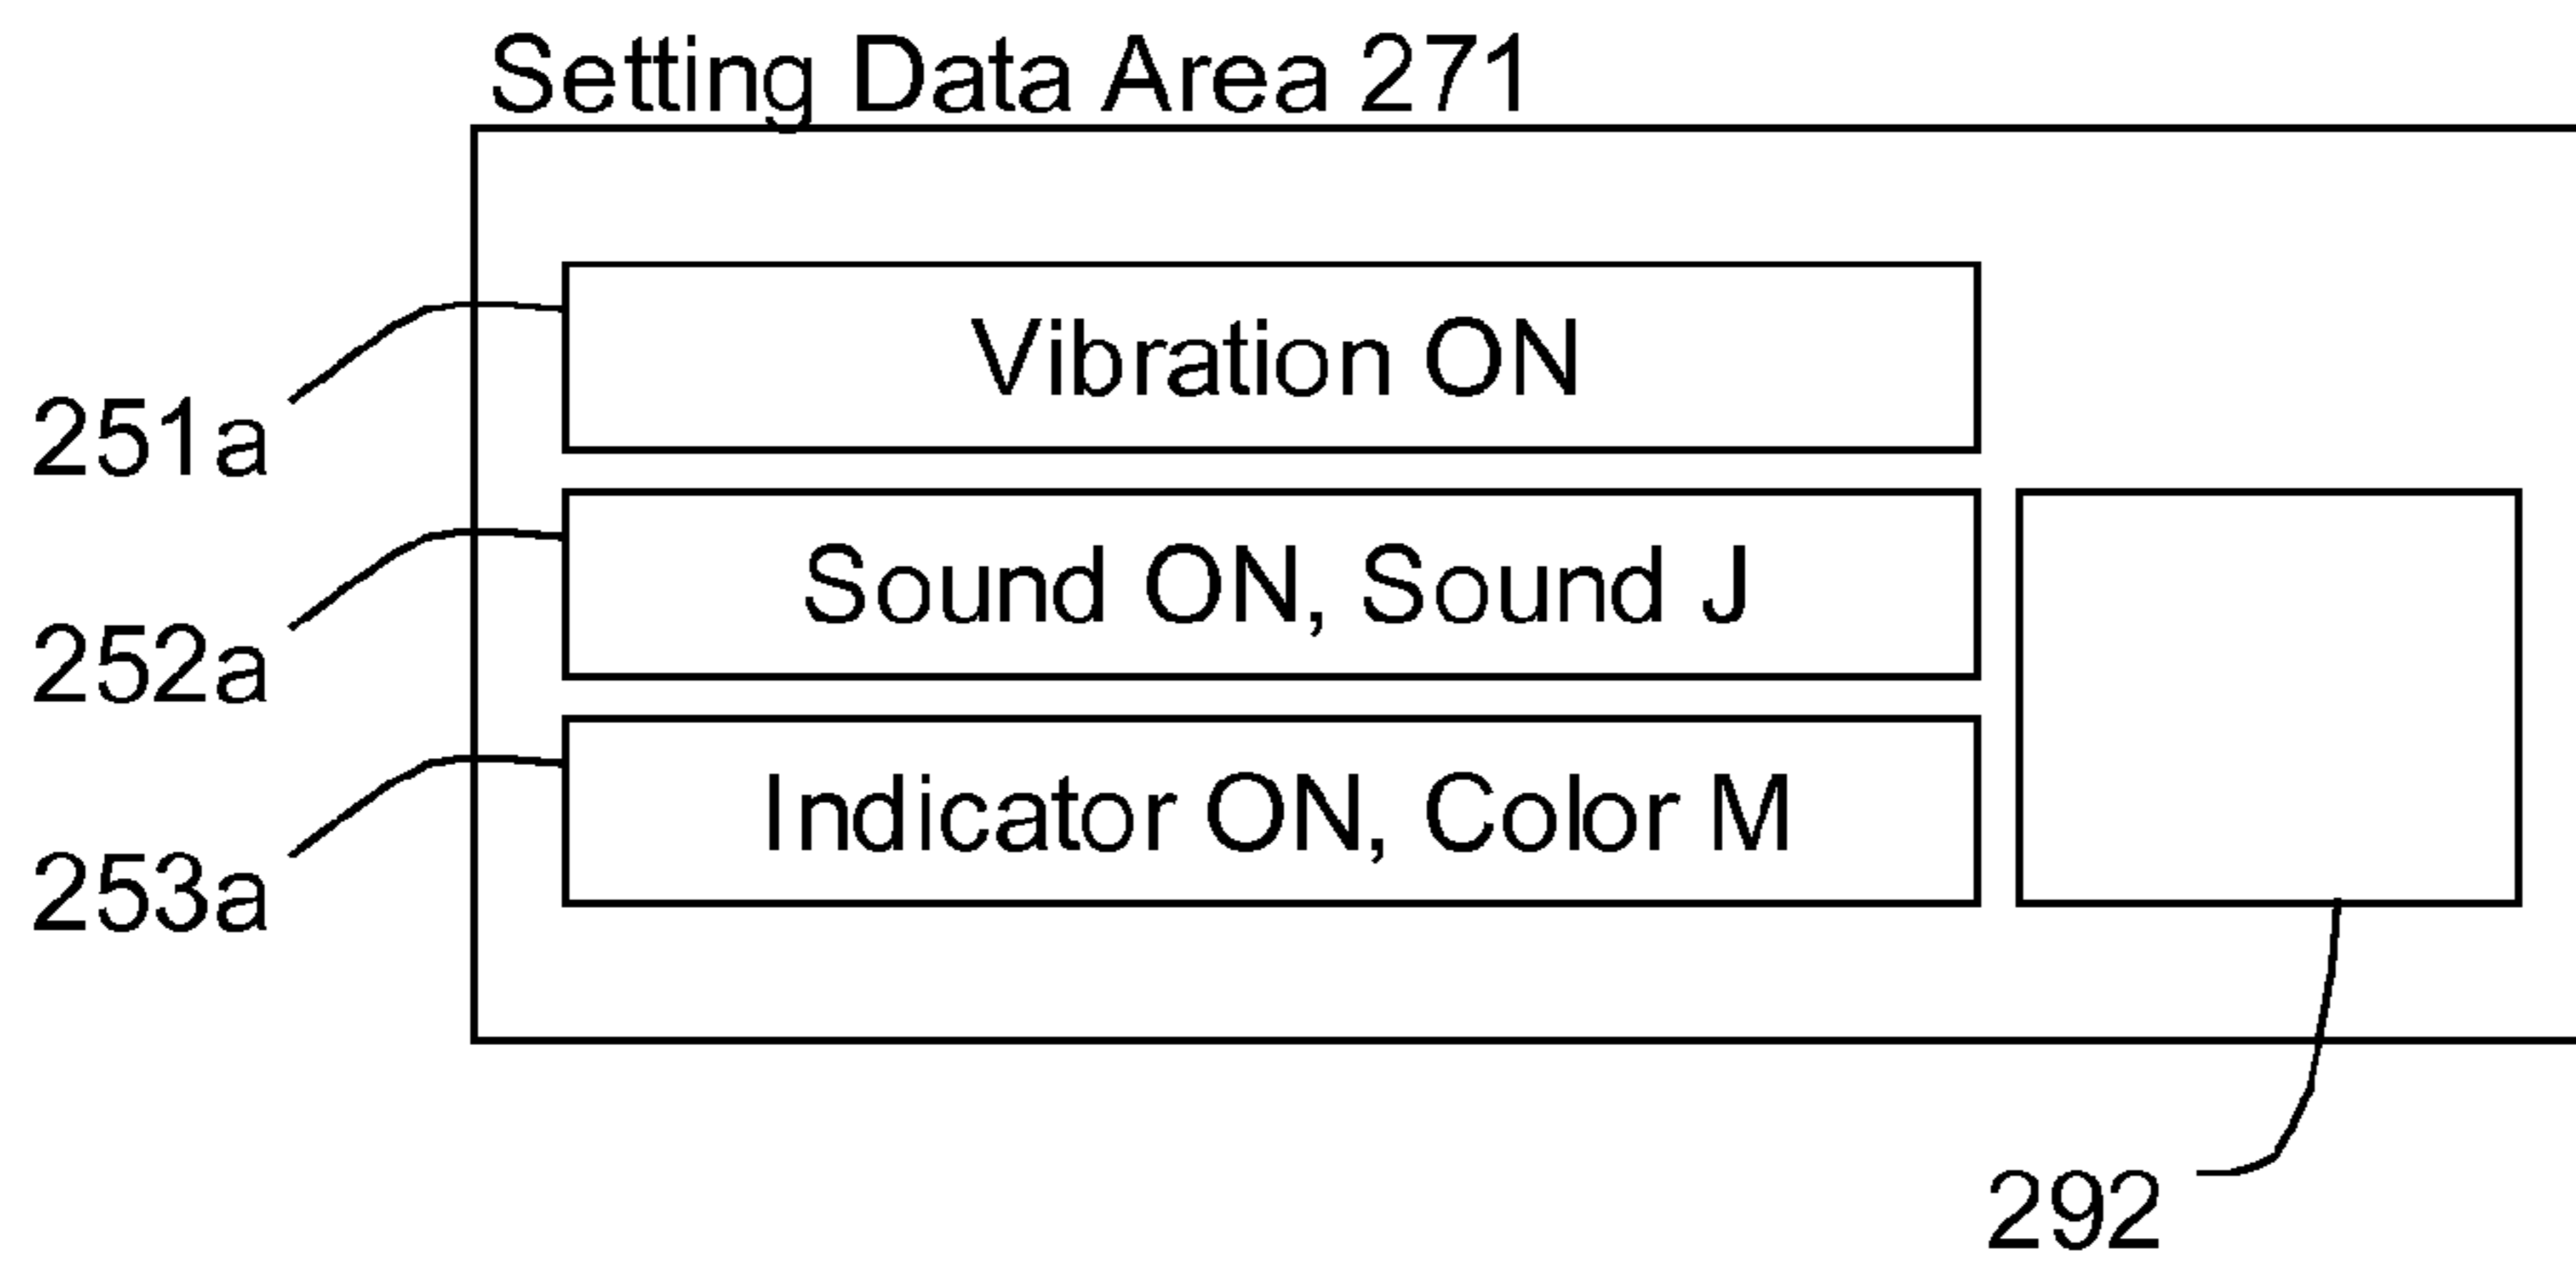 Setting Data Area 271
Vibration ON
251a
Sound ON, Sound J
252a
Indicator ON, Color M
253a
292